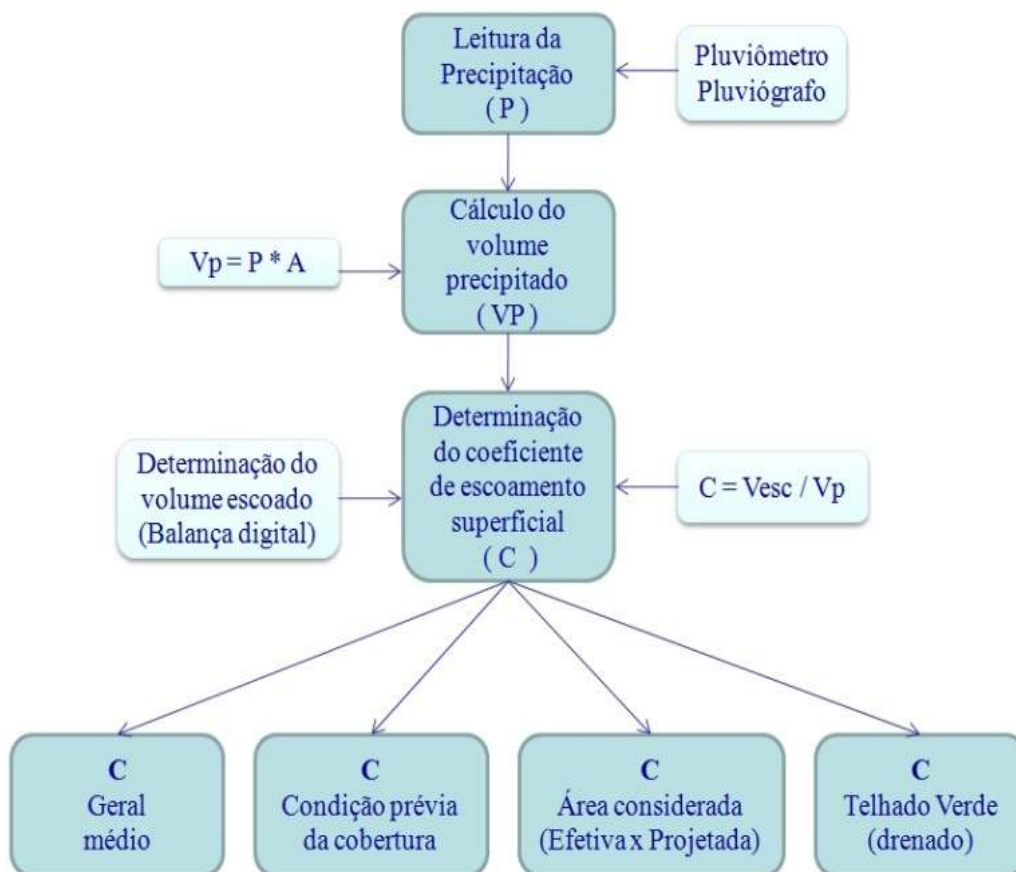 Leitura da
Precipitação
( P )
Pluviômetro
Pluviógrafo
Vp = P * A
Cálculo do
volume
precipitado
( VP )
Determinação do
volume escoado
(Balança digital)
Determinação
do coeficiente
de escoamento
superficial
( C )
C = Vesc / Vp
C
Geral
médio
C
Condição prévia
da cobertura
C
Área considerada
(Efetiva x Projetada)
C
Telhado Verde
(drenado)